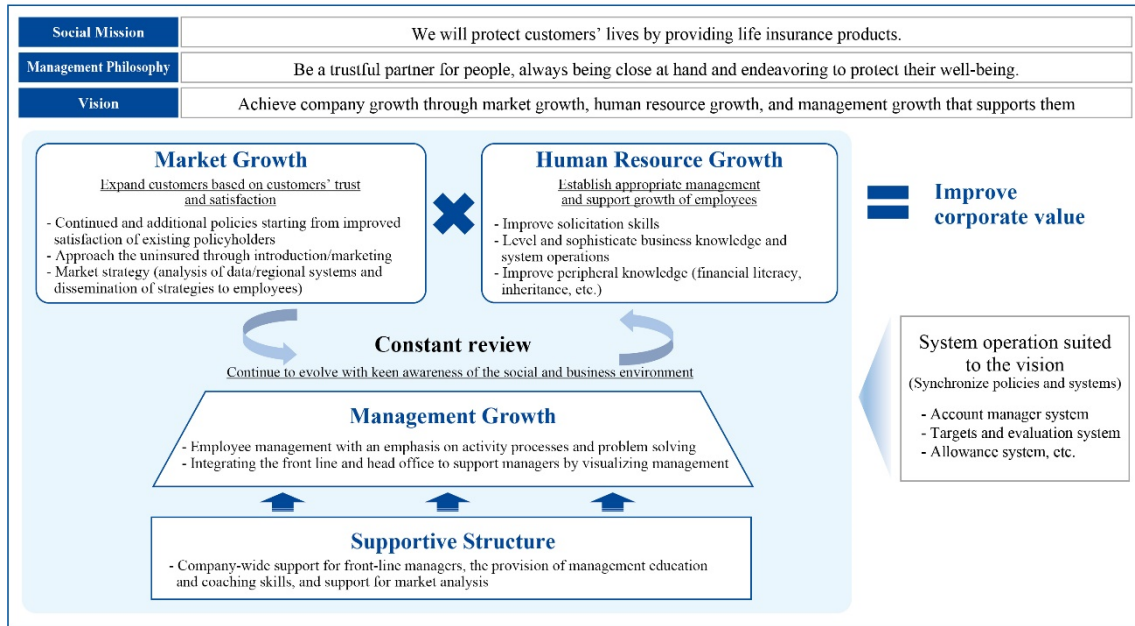 Social Mission
We will protect customers' lives by providing life insurance products.
Management Philosophy
Be a trustful partner for people, always being close at hand and endeavoring to protect their well-being.
Vision
Achieve company growth through market growth, human resource growth, and management growth that supports them
Market Growth
Expand customers based on customers' trust
and satisfaction
- Continued and additional policies starting from improved
satisfaction of existing policyholders
- Approach the uninsured through introduction/marketing
- Market strategy (analysis of data/regional systems and
dissemination of strategies to employees)
Human Resource Growth
Establish appropriate management
and support growth of employees
- Improve solicitation skills
- Level and sophisticate business knowledge and
system operations
- Improve peripheral knowledge (financial literacy,
inheritance, etc.)
Improve
corporate value
Constant review
Continue to evolve with keen awareness of the social and business environment
Management Growth
- Employee management with an emphasis on activity processes and problem solving
- Integrating the front line and head office to support managers by visualizing management
Supportive Structure
- Company-wide support for front-line managers, the provision of management education
and coaching skills, and support for market analysis
System operation suited
to the vision
(Synchronize policies and systems)
- Account manager system
- Targets and evaluation system
- Allowance system, etc.